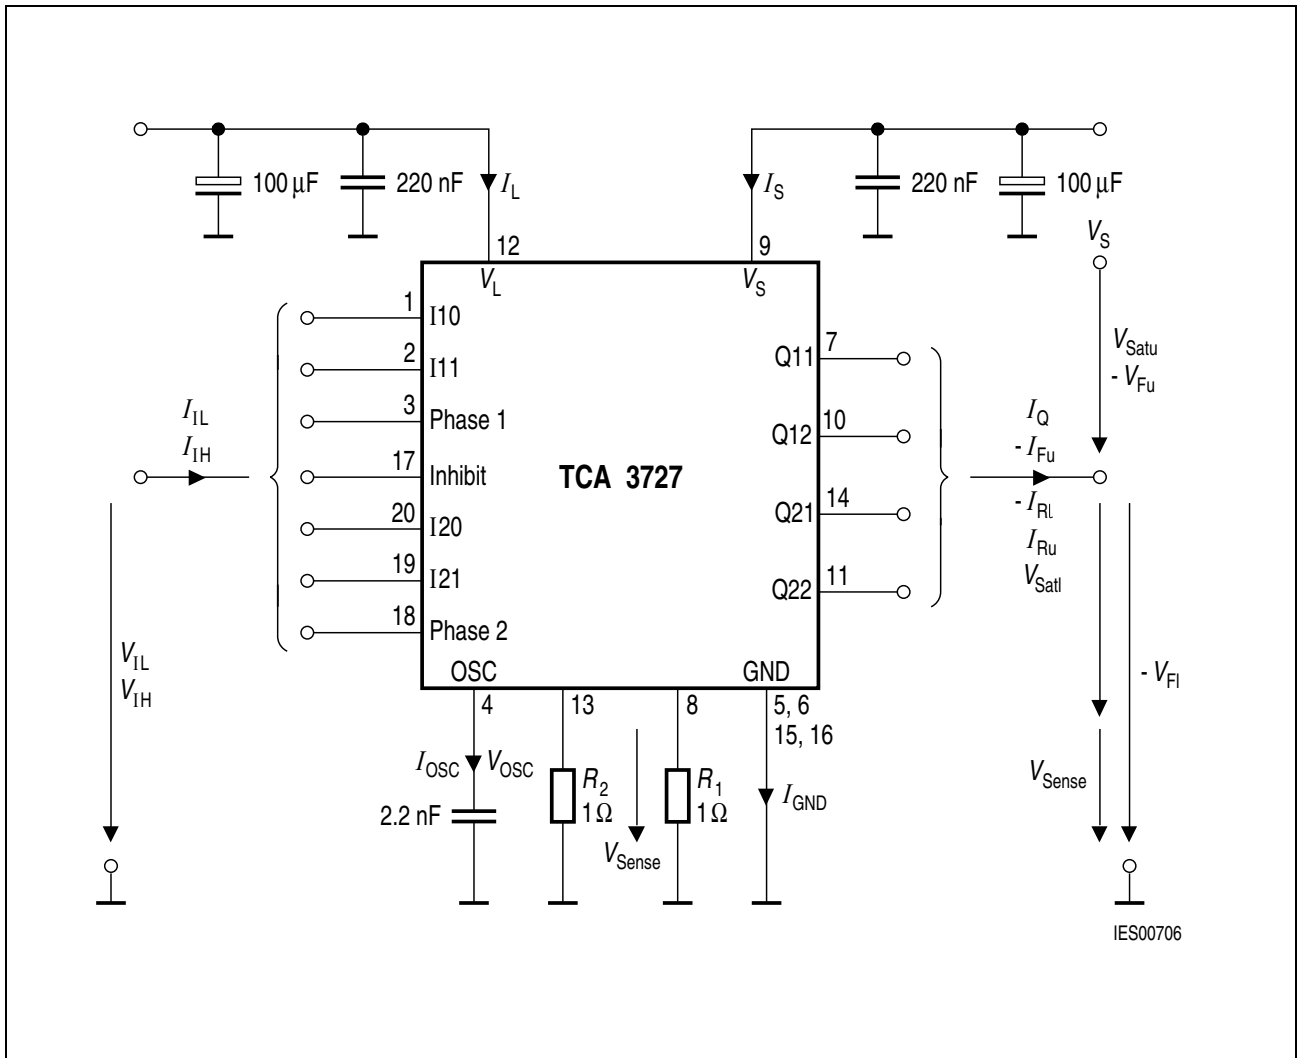 100 µF
220 nF
I_L
I_S
220 nF
100 µF
12
9
V_S
V_L
V_S
1
I10
2
I11
3
Phase 1
17
Inhibit
20
I20
19
I21
18
Phase 2
TCA 3727
7
Q11
10
Q12
14
Q21
11
Q22
I_IL
I_IH
V_IL
V_IH
V_Satu
- V_Fu
I_Q
- I_Fu
- I_Rl
I_Ru
V_Satl
- V_Fl
V_Sense
OSC
GND
4
13
8
5, 6
15, 16
I_OSC
V_OSC
2.2 nF
R_2
1 Ω
V_Sense
R_1
1 Ω
I_GND
IES00706